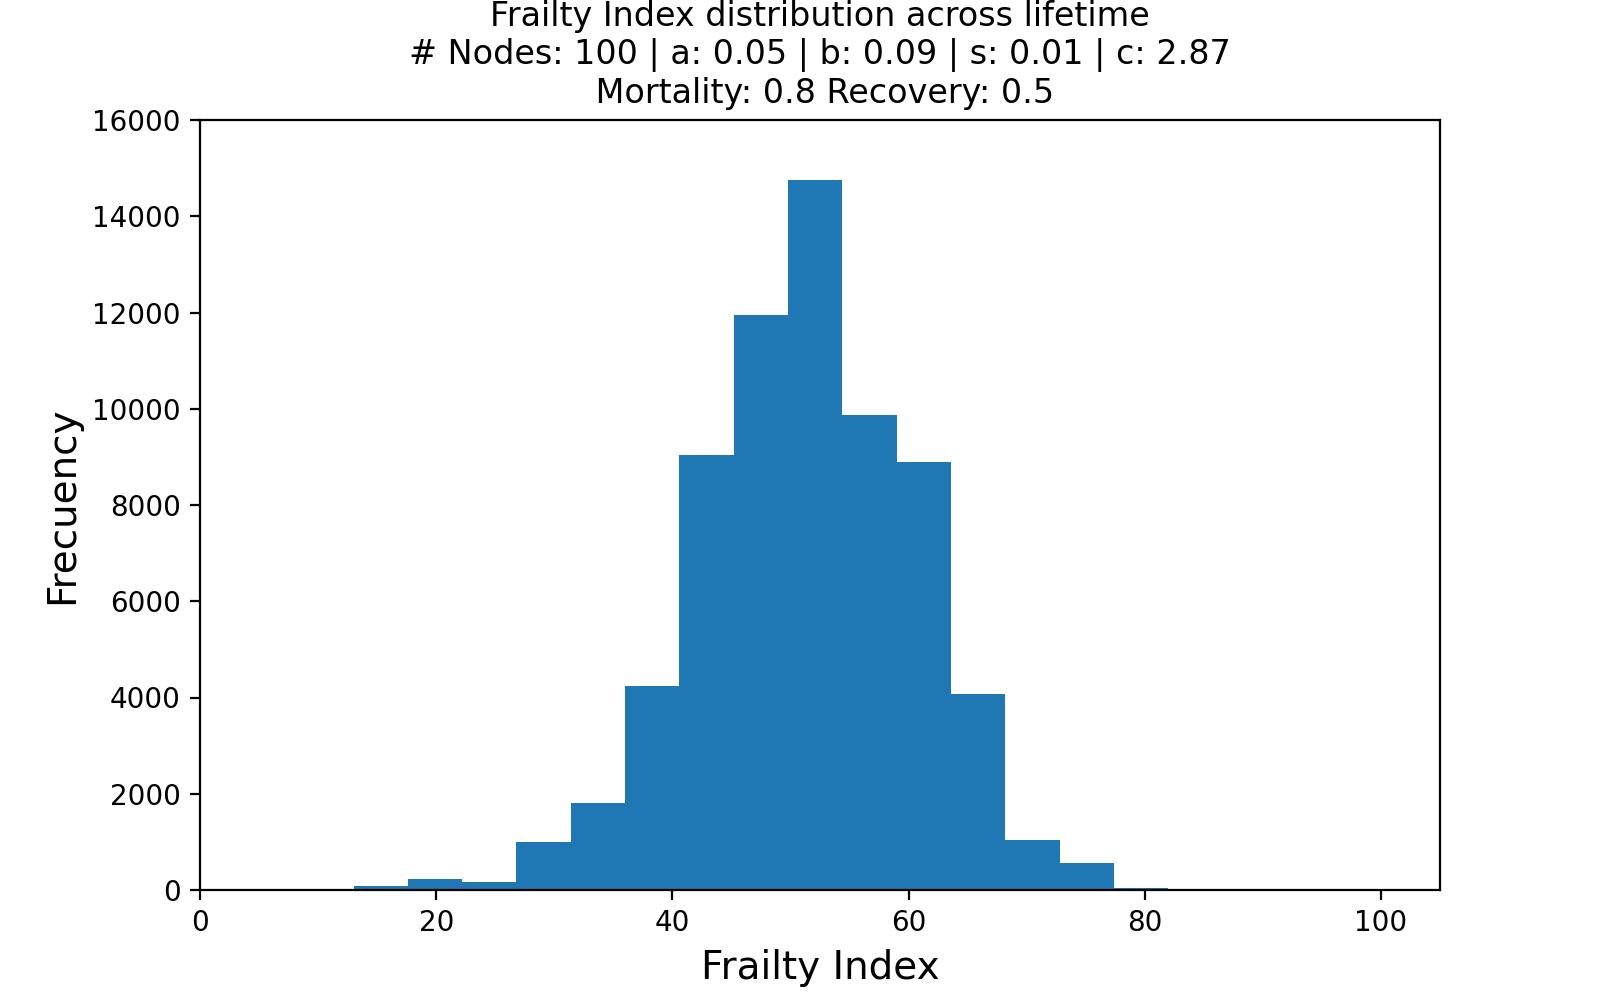 Frailty Index distribution across lifetime
# Nodes: 100 | a: 0.05 | b: 0.09 | s: 0.01 | c: 2.87
Mortality: 0.8 Recovery: 0.5
16000
14000
12000
10000
8000
6000
4000
2000
0
Frecuency
0 20 40 60 80 100
Frailty Index